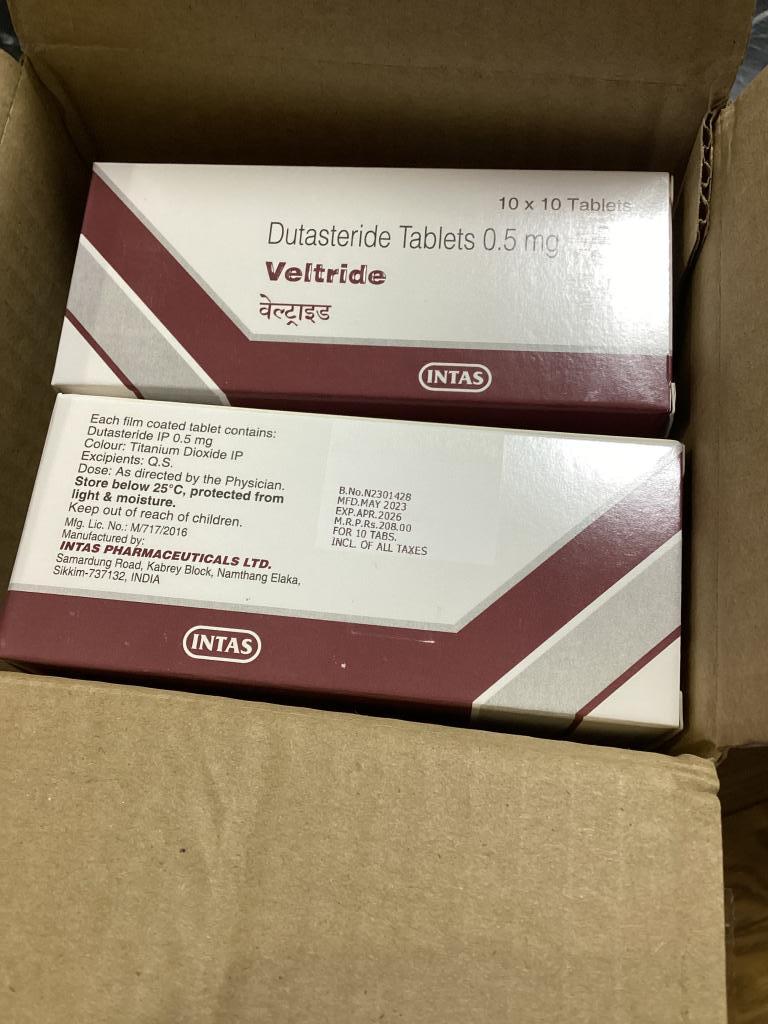 10 x 10 Tablets
Dutasteride Tablets 0.5 mg
Veltride
वेल्ट्राइड
INTAS
Each film coated tablet contains:
Dutasteride IP 0.5 mg
Colour: Titanium Dioxide IP
Excipients: Q.S.
Dose: As directed by the Physician.
Store below 25°C, protected from
light & moisture.
Keep out of reach of children.
Mfg. Lic. No.: M/717/2016
Manufactured by:
INTAS PHARMACEUTICALS LTD.
Samardung Road, Kabrey Block, Namthang Elaka,
Sikkim-737132, INDIA
B.No.N2301428
MFD.MAY 2023
EXP.APR.2026
M.R.P.Rs.208.00
FOR 10 TABS.
INCL. OF ALL TAXES
INTAS